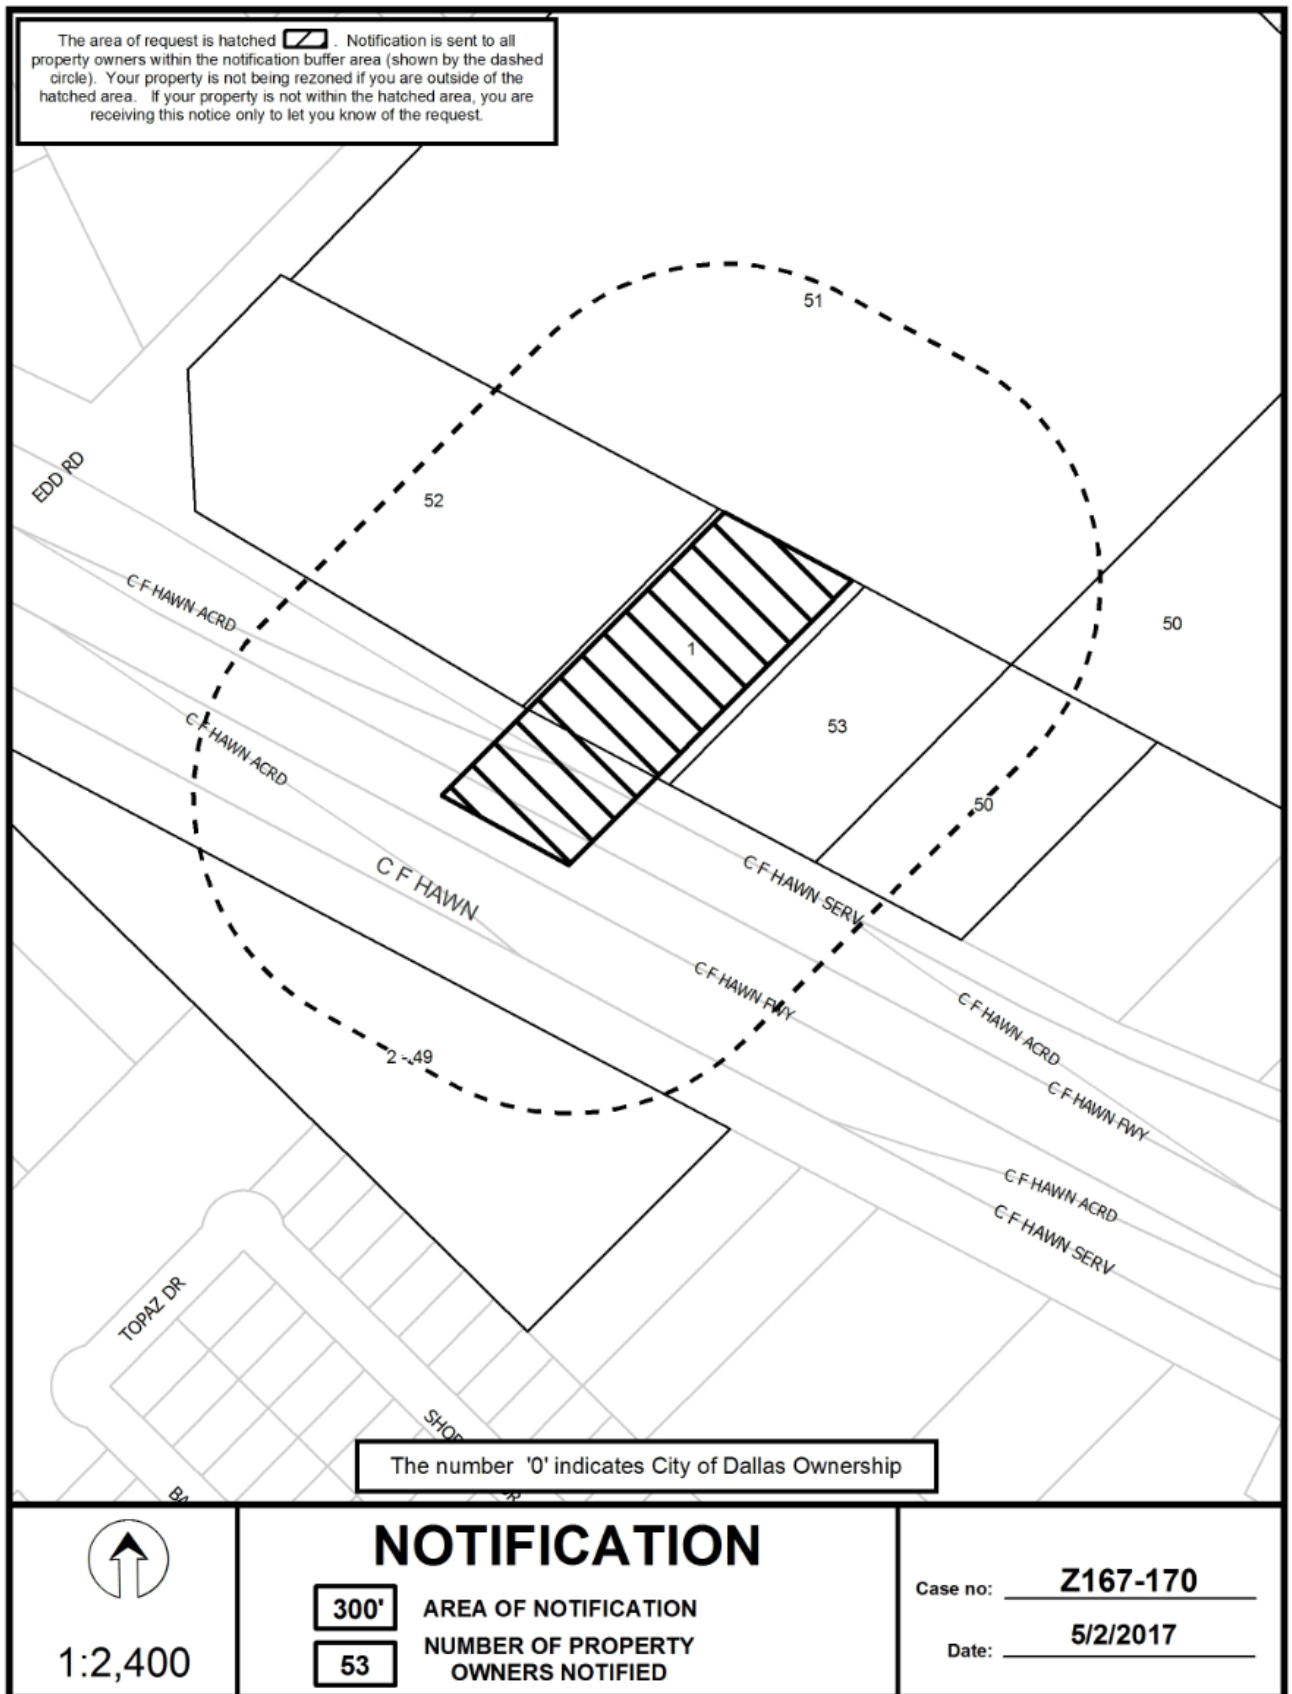 The area of request is hatched . Notification is sent to all
property owners within the notification buffer area (shown by the dashed
circle). Your property is not being rezoned if you are outside of the
hatched area. If your property is not within the hatched area, you are
receiving this notice only to let you know of the request.
51
EDD RD
52
C F HAWN ACRD
50
1
C F HAWN ACRD
53
50
C F HAWN
C F HAWN SERV
C F HAWN FWY
C F HAWN ACRD
2 - 49
C F HAWN FWY
C F HAWN ACRD
C F HAWN SERV
TOPAZ DR
The number '0' indicates City of Dallas Ownership
NOTIFICATION
1:2,400
300'
AREA OF NOTIFICATION
53
NUMBER OF PROPERTY
OWNERS NOTIFIED
Case no: Z167-170
Date: 5/2/2017